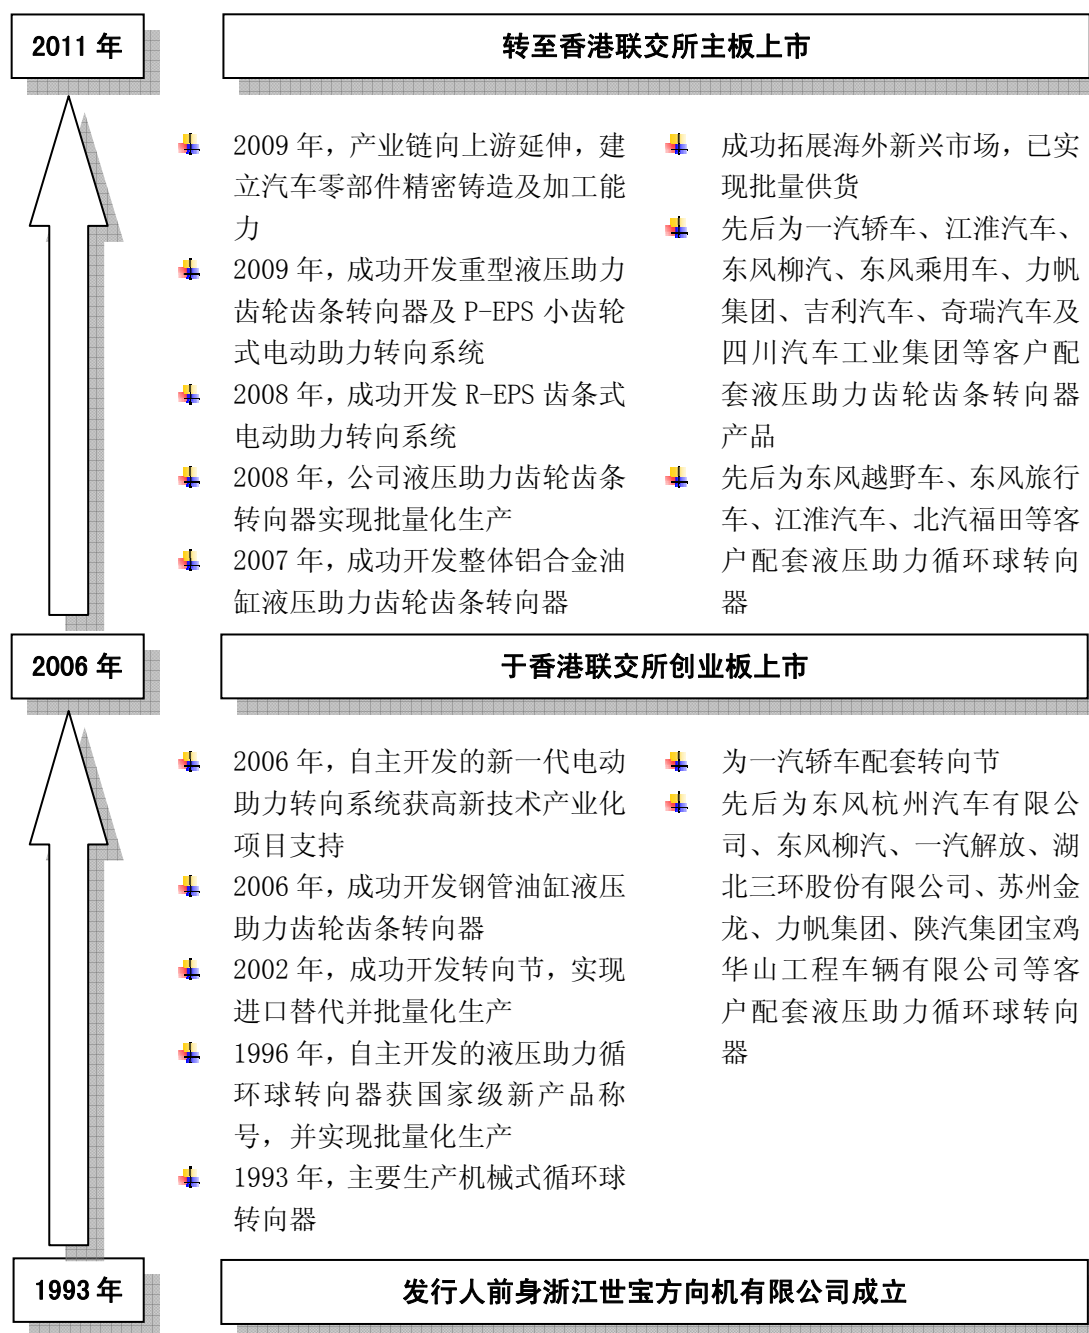 2011 年
转至香港联交所主板上市
2009 年，产业链向上游延伸，建
立汽车零部件精密铸造及加工能
力
2009 年，成功开发重型液压助力
齿轮齿条转向器及 P-EPS 小齿轮
式电动助力转向系统
2008 年，成功开发 R-EPS 齿条式
电动助力转向系统
2008 年，公司液压助力齿轮齿条
转向器实现批量化生产
2007 年，成功开发整体铝合金油
缸液压助力齿轮齿条转向器
成功拓展海外新兴市场，已实
现批量供货
先后为一汽轿车、江淮汽车、
东风柳汽、东风乘用车、力帆
集团、吉利汽车、奇瑞汽车及
四川汽车工业集团等客户配
套液压助力齿轮齿条转向器
产品
先后为东风越野车、东风旅行
车、江淮汽车、北汽福田等客
户配套液压助力循环球转向
器
2006 年
于香港联交所创业板上市
2006 年，自主开发的新一代电动
助力转向系统获高新技术产业化
项目支持
2006 年，成功开发钢管油缸液压
助力齿轮齿条转向器
2002 年，成功开发转向节，实现
进口替代并批量化生产
1996 年，自主开发的液压助力循
环球转向器获国家级新产品称
号，并实现批量化生产
1993 年，主要生产机械式循环球
转向器
为一汽轿车配套转向节
先后为东风杭州汽车有限公
司、东风柳汽、一汽解放、湖
北三环股份有限公司、苏州金
龙、力帆集团、陕汽集团宝鸡
华山工程车辆有限公司等客
户配套液压助力循环球转向
器
1993 年
发行人前身浙江世宝方向机有限公司成立